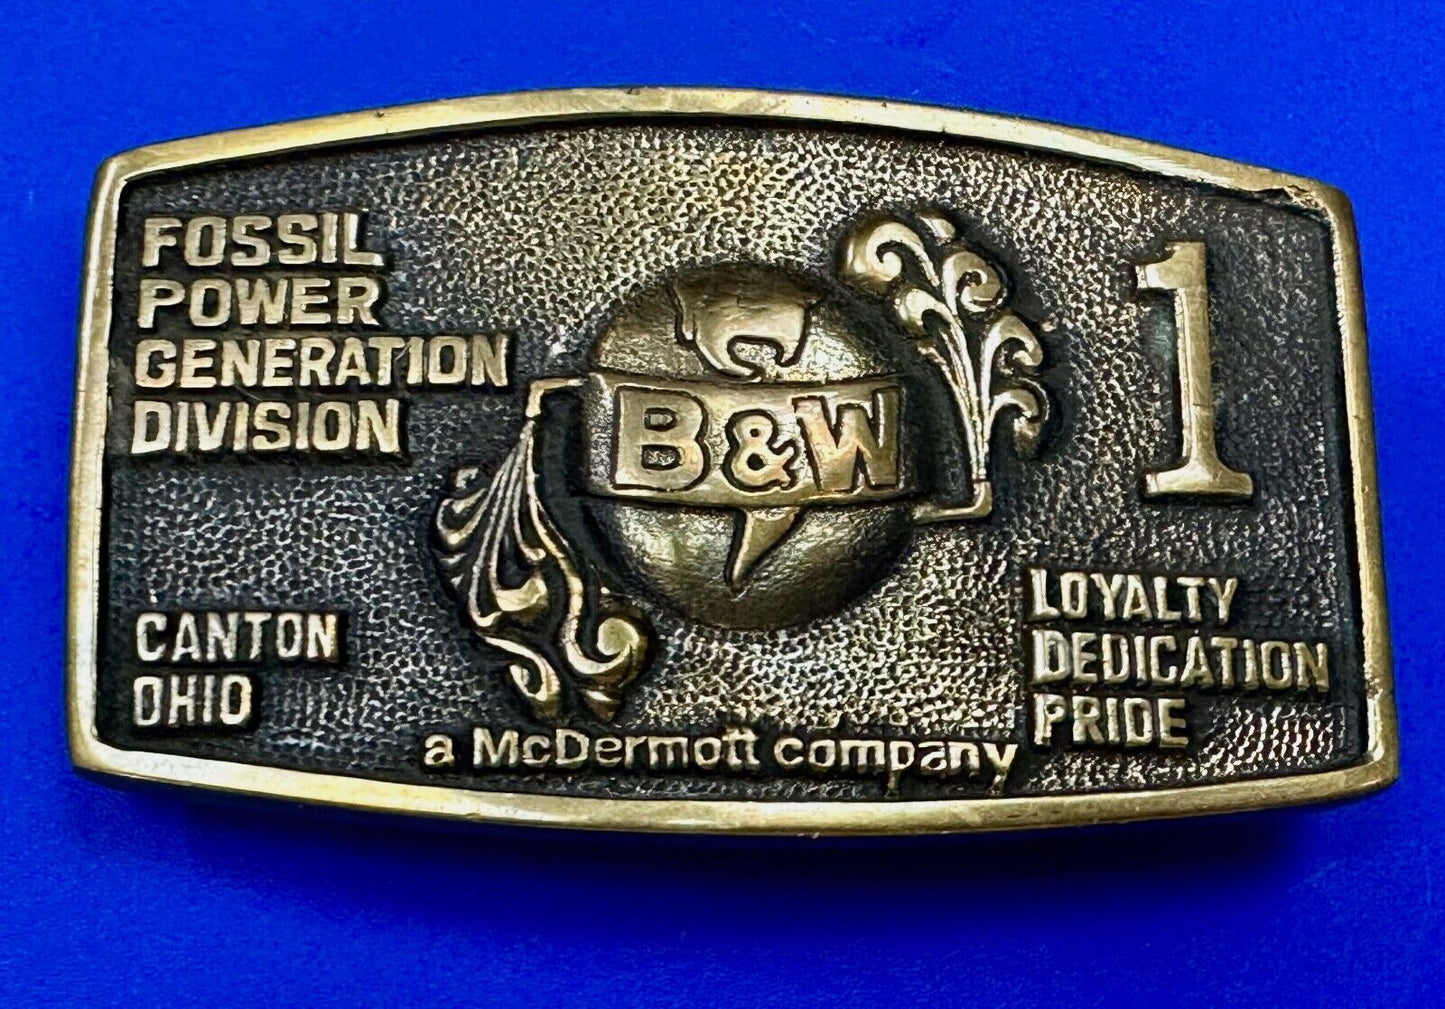 FOSSIL
POWER
GENERATION
DIVISION
CANTON
OHIO
B&W
a McDermott company
1
LOYALTY
DEDICATION
PRIDE